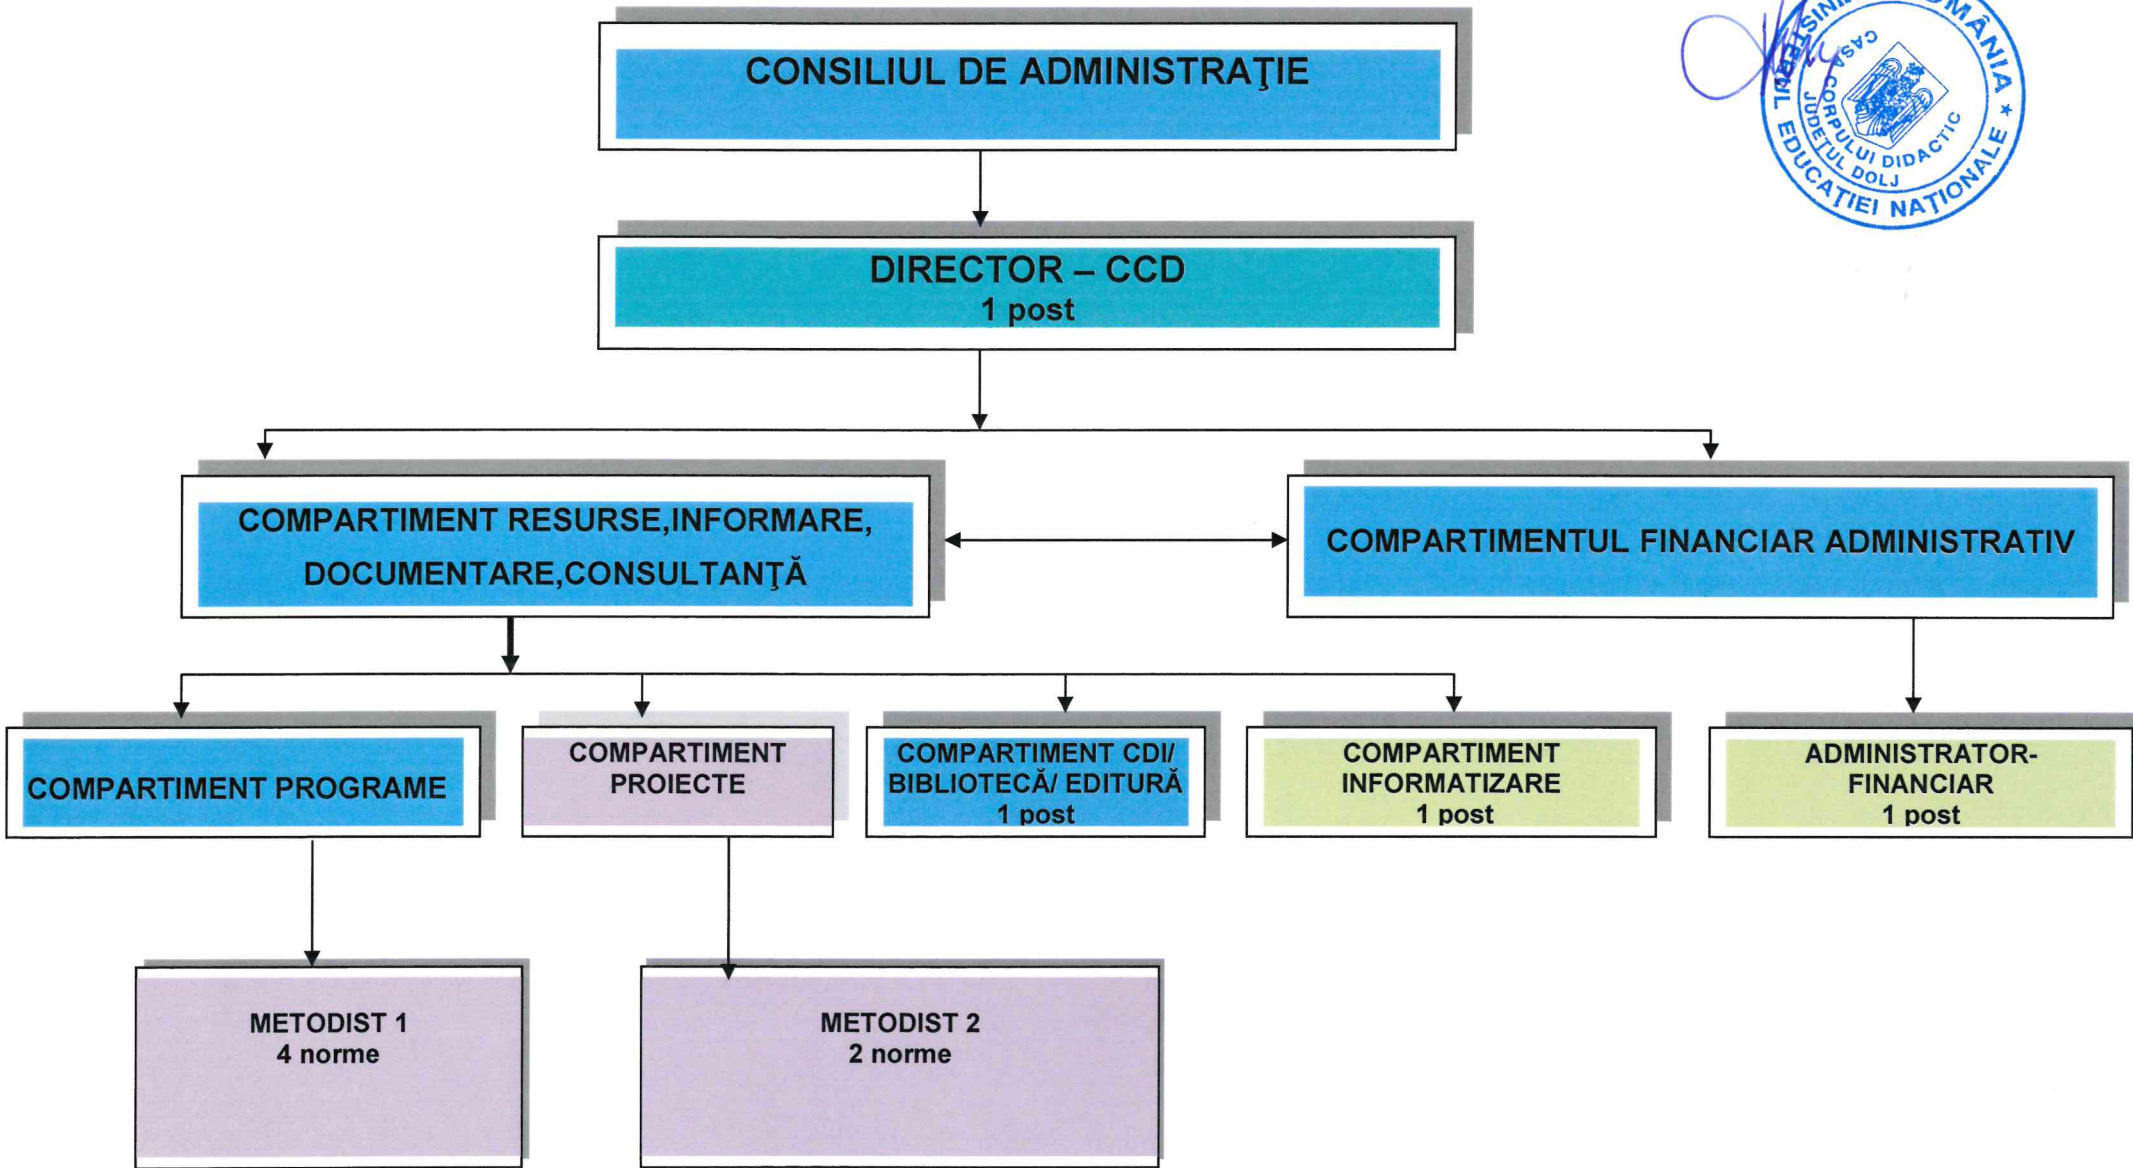 CONSILIUL DE ADMINISTRAŢIE
ROMÂNIA *
EDUCAŢIEI NAŢIONALE *
CASA CORPULUI DIDACTIC
JUDEŢUL DOLJ
DIRECTOR – CCD
1 post
COMPARTIMENT RESURSE,INFORMARE,
DOCUMENTARE,CONSULTANŢĂ
COMPARTIMENTUL FINANCIAR ADMINISTRATIV
COMPARTIMENT PROGRAME
COMPARTIMENT
PROIECTE
COMPARTIMENT CDI/
BIBLIOTECĂ/ EDITURĂ
1 post
COMPARTIMENT
INFORMATIZARE
1 post
ADMINISTRATOR-
FINANCIAR
1 post
METODIST 1
4 norme
METODIST 2
2 norme